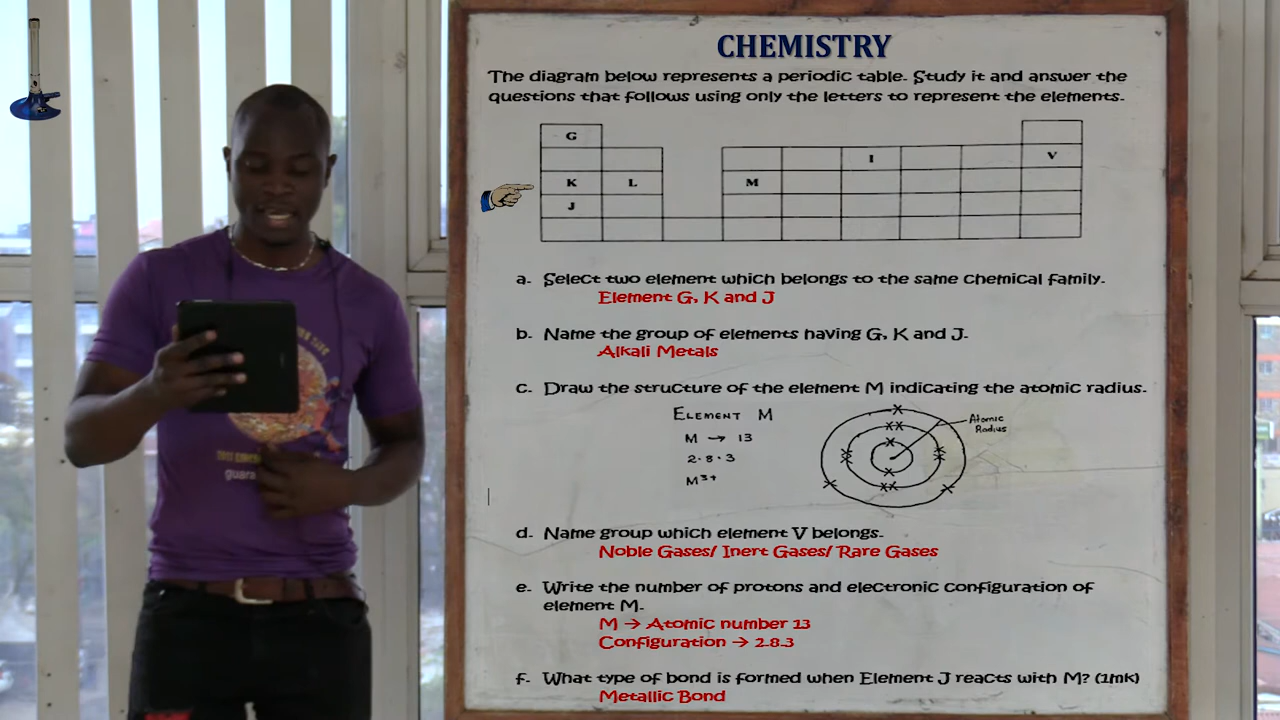 CHEMISTRY
The diagram below represents a periodic table. Study it and answer the
questions that follows using only the letters to represent the elements.
G
I V
K L M
J
a. Select two element which belongs to the same chemical family.
Element G, K and J
b. Name the group of elements having G, K and J.
Alkali Metals
c. Draw the structure of the element M indicating the atomic radius.
ELEMENT M
M → 13
2.8.3
M³⁺
Atomic
Radius
d. Name group which element V belongs.
Noble Gases/ Inert Gases/ Rare Gases
e. Write the number of protons and electronic configuration of
element M.
M → Atomic number 13
Configuration → 2.8.3
f. What type of bond is formed when Element J reacts with M? (1mk)
Metallic Bond
guara